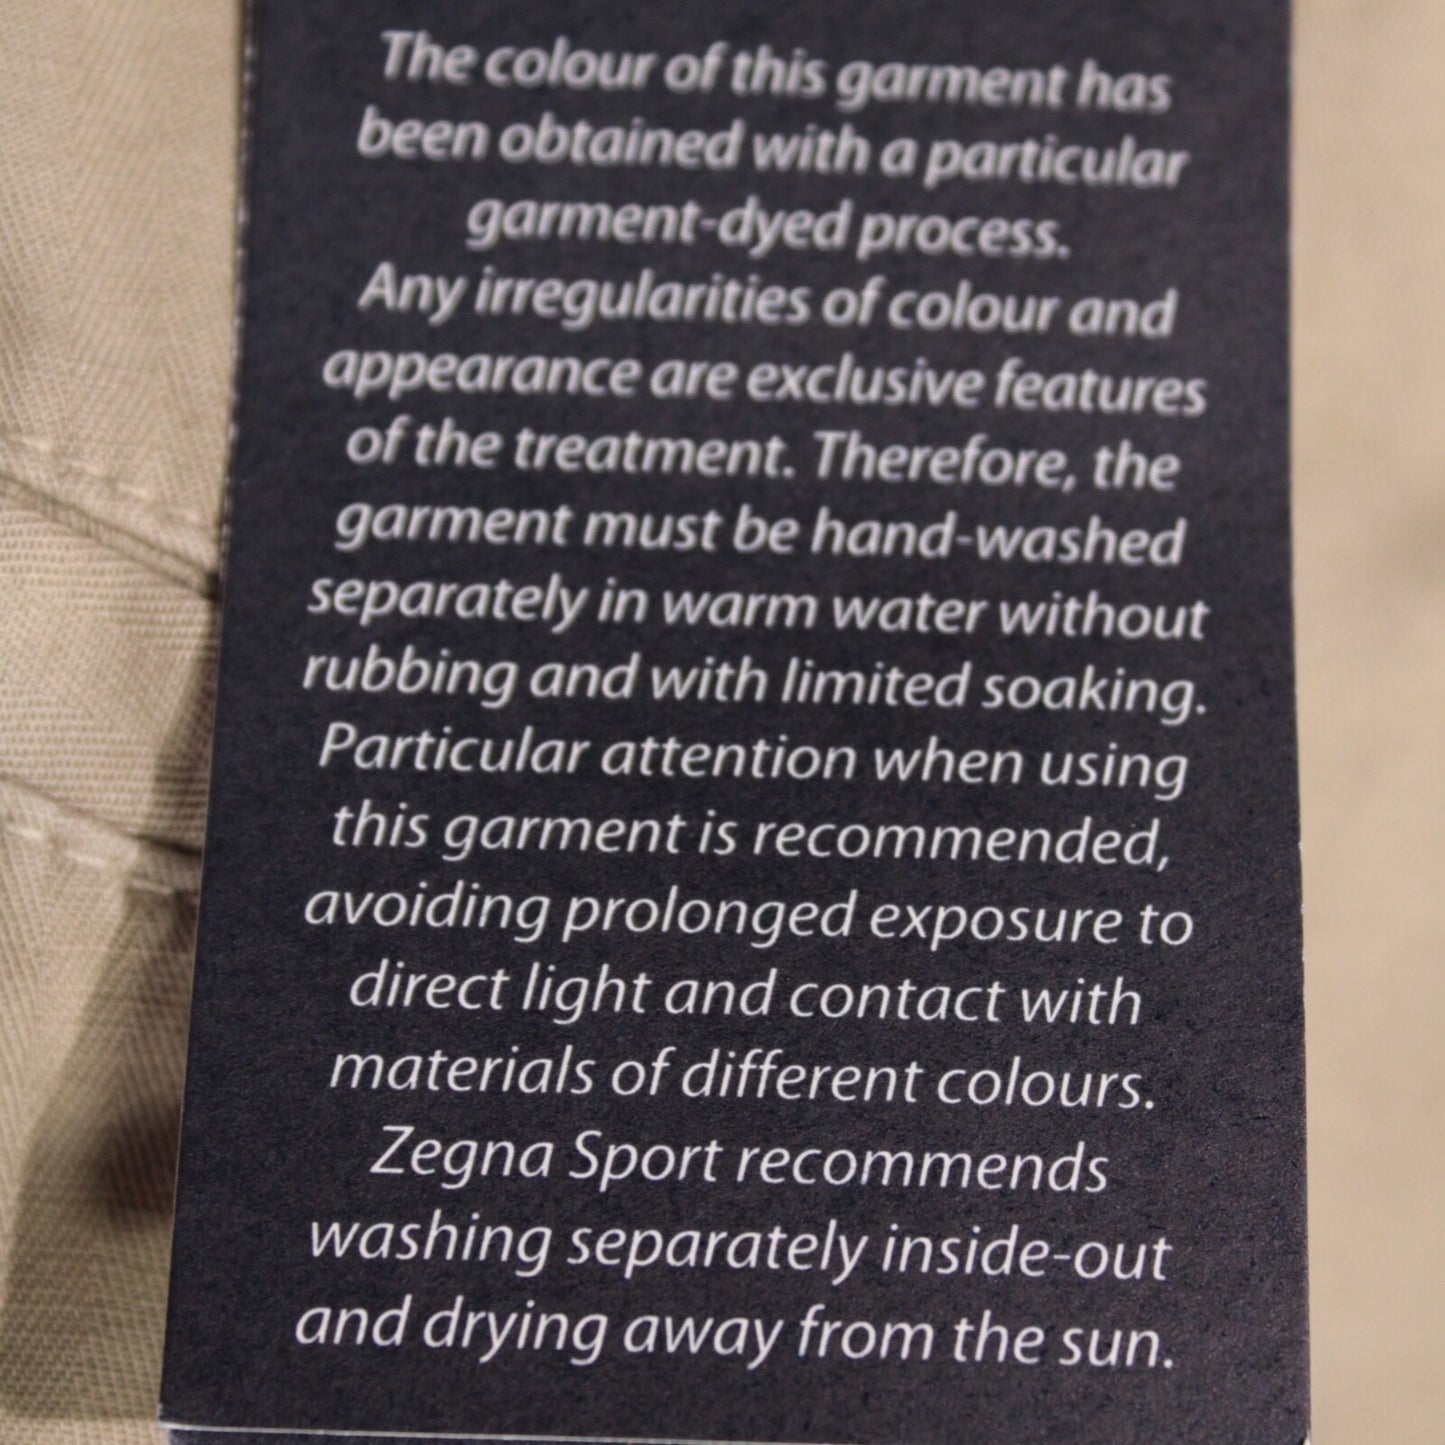 The colour of this garment has
been obtained with a particular
garment-dyed process.
Any irregularities of colour and
appearance are exclusive features
of the treatment. Therefore, the
garment must be hand-washed
separately in warm water without
rubbing and with limited soaking.
Particular attention when using
this garment is recommended,
avoiding prolonged exposure to
direct light and contact with
materials of different colours.
Zegna Sport recommends
washing separately inside-out
and drying away from the sun.